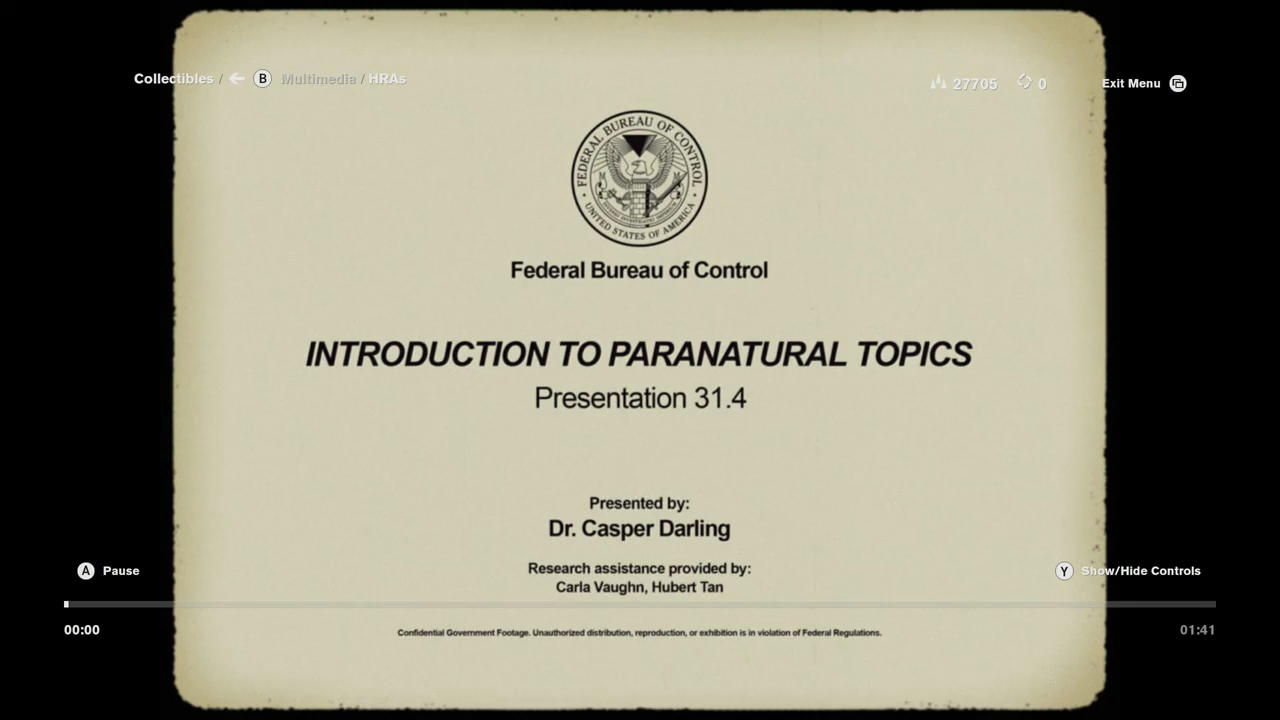 Collectibles / B Multimedia / HRAs
27705 0
Exit Menu
FEDERAL BUREAU OF CONTROL
UNITED STATES OF AMERICA
Federal Bureau of Control
INTRODUCTION TO PARANATURAL TOPICS
Presentation 31.4
Presented by:
Dr. Casper Darling
Research assistance provided by:
Carla Vaughn, Hubert Tan
A Pause
Y Show/Hide Controls
00:00
01:41
Confidential Government Footage. Unauthorized distribution, reproduction, or exhibition is in violation of Federal Regulations.